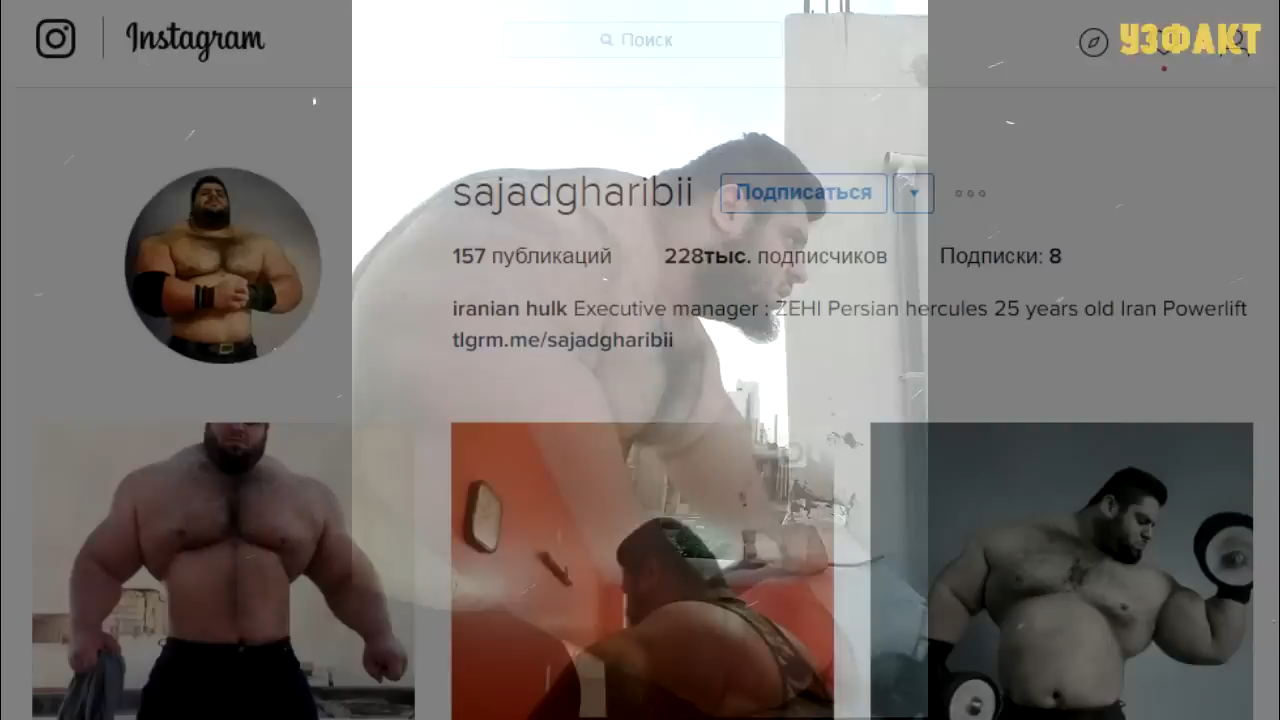 Instagram
Поиск
УЗФАКТ
sajadgharibii
Подписаться
157 публикаций
228тыс. подписчиков
Подписки: 8
iranian hulk Executive manager : ZEHI Persian hercules 25 years old Iran Powerlift
tlgrm.me/sajadgharibii